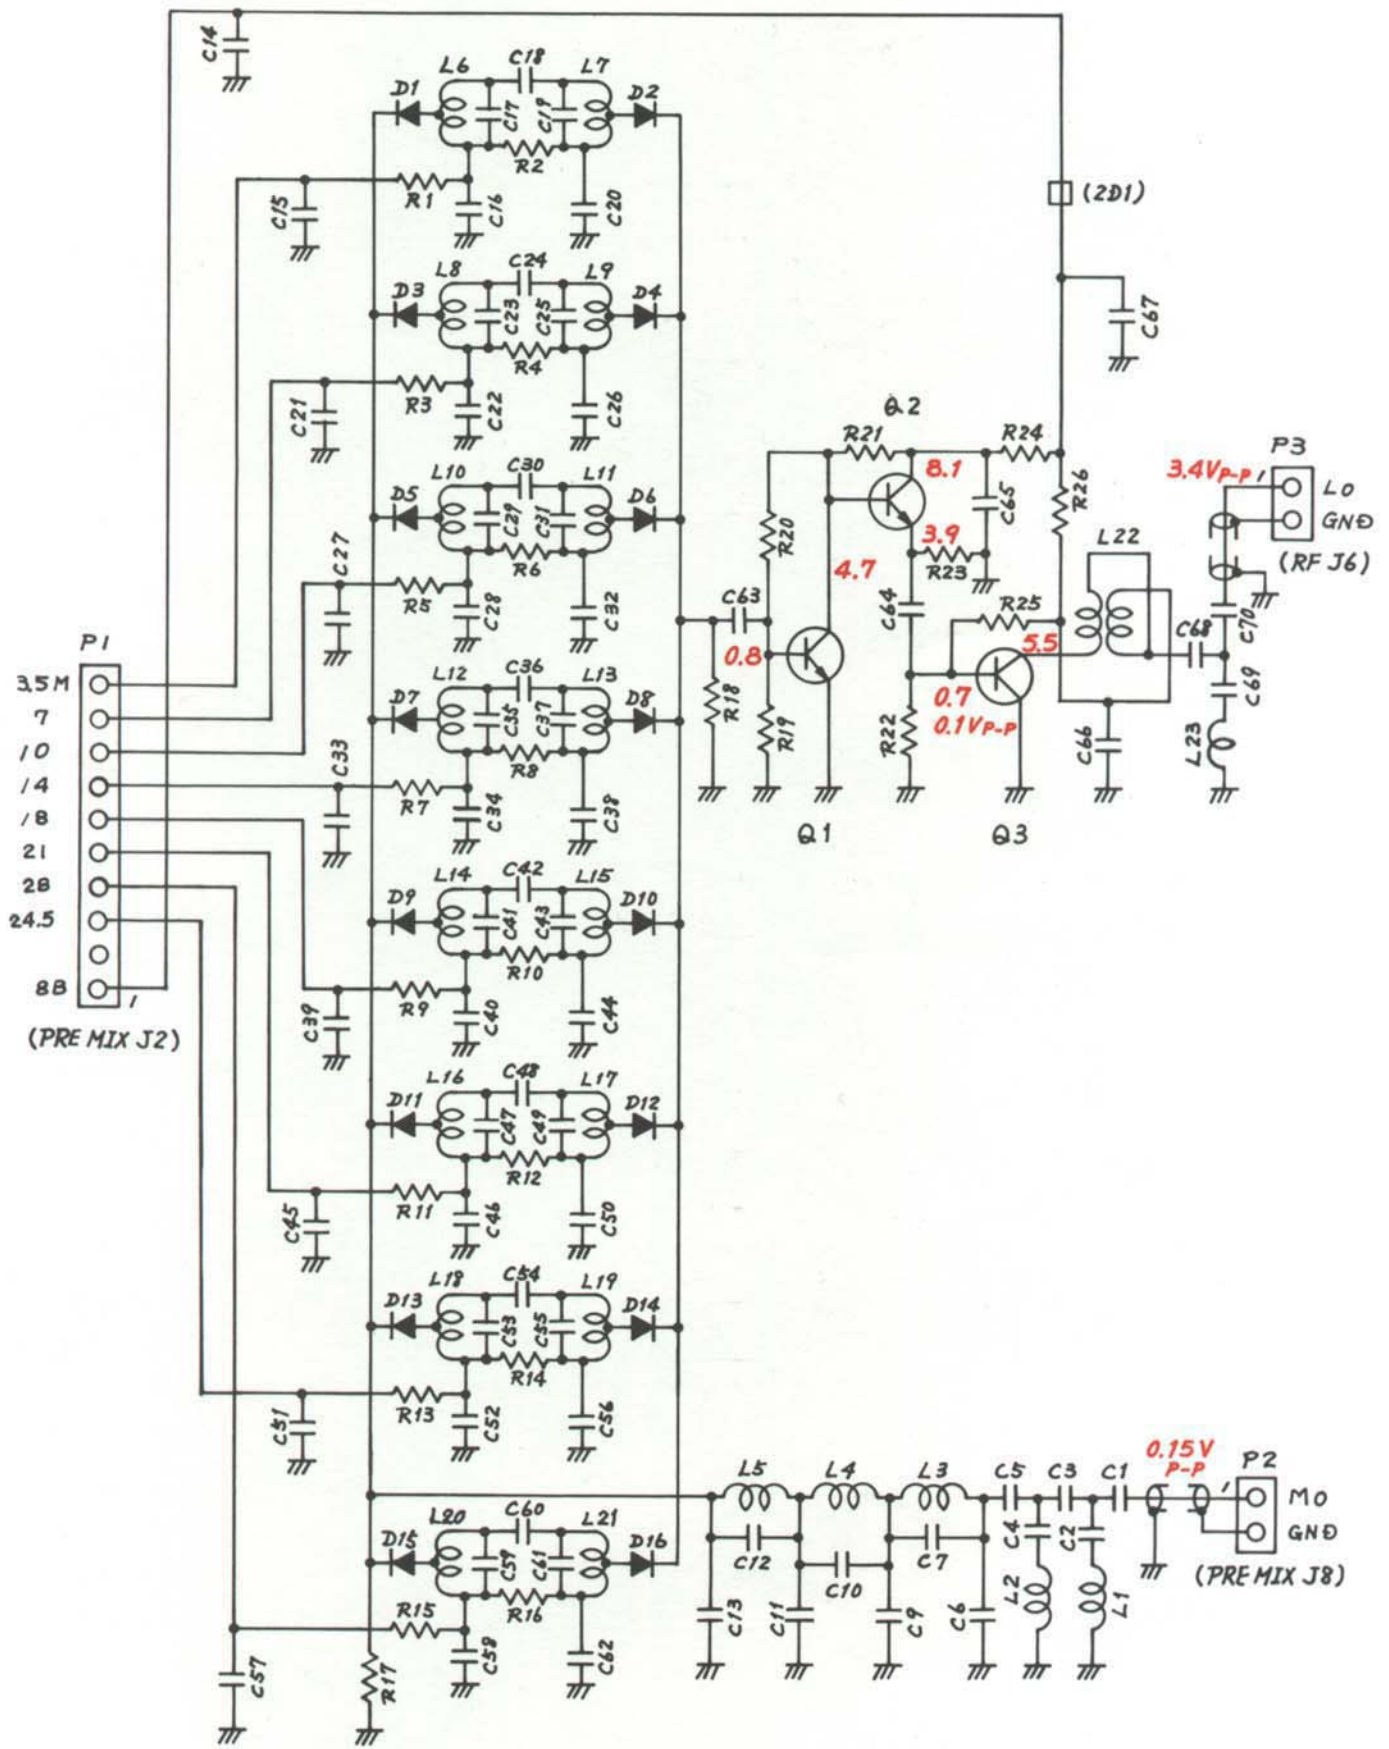 C14
L6 C18 L7
D1 C17 C19 D2
R2
R1
C15 C16 C20
(2D1)
L8 C24 L9
D3 C23 C25 D4
C67
R4
R3
C21 C22 C26
Q2
R21 R24
P3
8.1
3.4VP-P 1
LO
GND
(RF J6)
L10 C30 L11
D5 C29 C31 D6
R20 C65 R26
3.9
R23
L22
R6
C27
4.7
R5
C28 C32
C63
C64 R25
C68 C70
5.5
0.8
P1
3.5M
7
10
14
18
21
28
24.5
8B
1
(PRE MIX J2)
L12 C36 L13
D7 C35 C37 D8
R18 R19
0.7
0.1VP-P
R22
C69
L23
C66
R8
C33
R7
C34 C38
Q1 Q3
L14 C42 L15
D9 C41 C43 D10
R10
R9
C39 C40 C44
L16 C48 L17
D11 C47 C49 D12
R12
R11
C45 C46 C50
L18 C54 L19
D13 C53 C55 D14
R14
R13
C51 C52 C56
0.15V
P-P
L5 L4 L3 C5 C3 C1
P2
1
MO
GND
(PRE MIX J8)
L20 C60 L21
D15 C59 C61 D16
C12 C10 C7
C4 C2
L2 L1
R16
R15
C13 C11 C9 C6
C57 C58 C62
R17